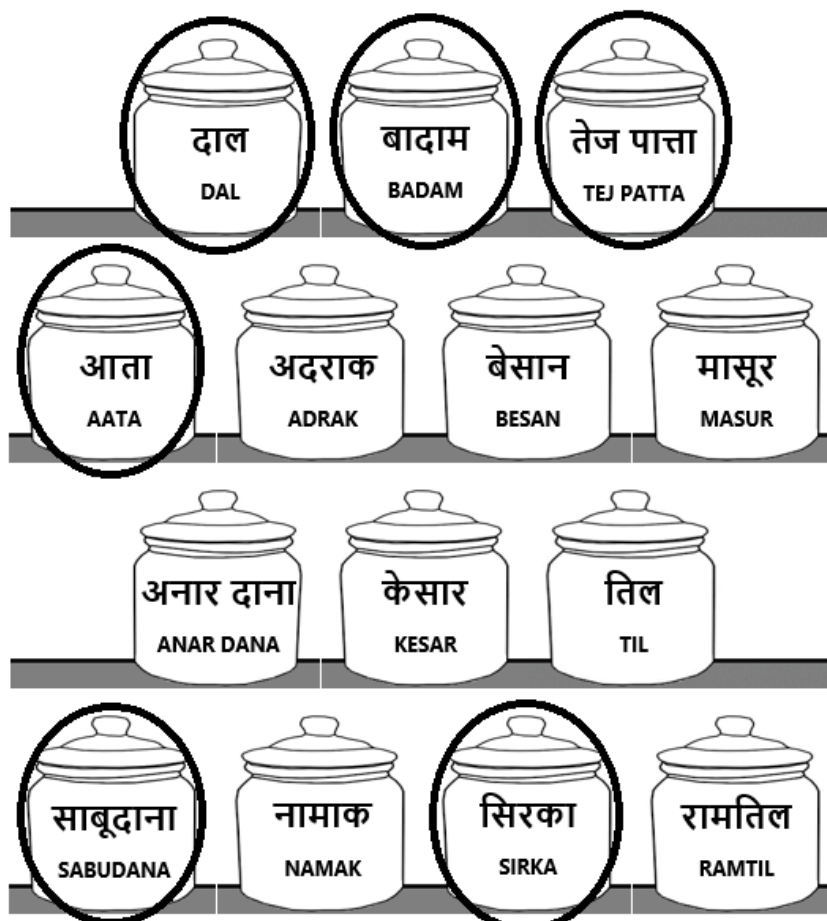 दाल
DAL
बादाम
BADAM
तेज पात्ता
TEJ PATTA
आता
AATA
अदराक
ADRAK
बेसान
BESAN
मासूर
MASUR
अनार दाना
ANAR DANA
केसार
KESAR
तिल
TIL
साबूदाना
SABUDANA
नामाक
NAMAK
सिरका
SIRKA
रामतिल
RAMTIL